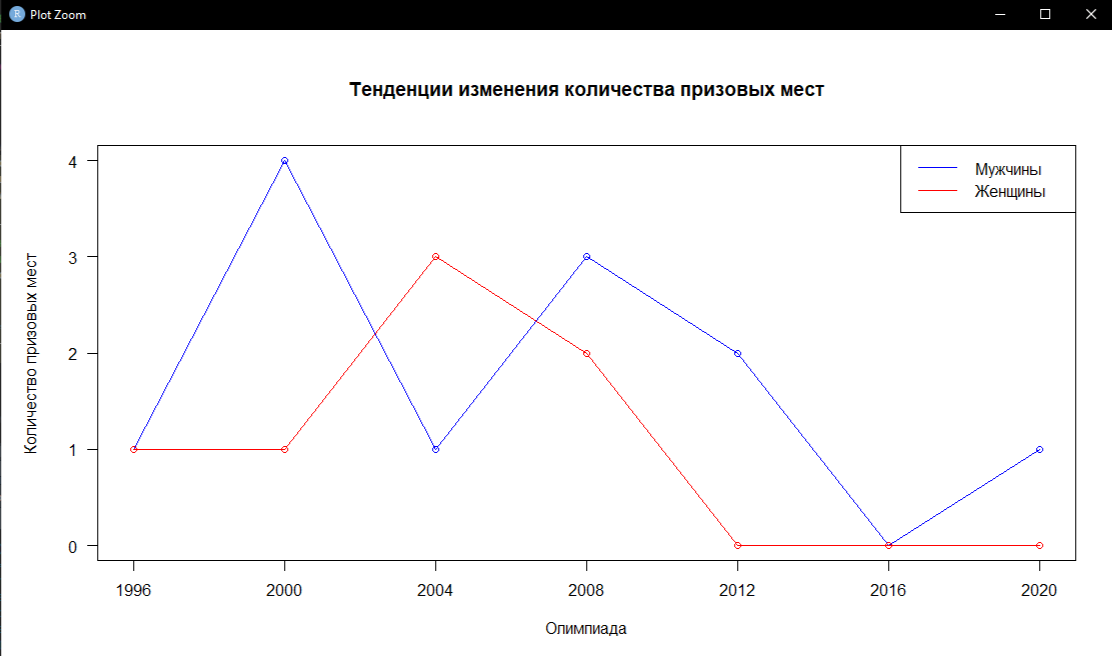 R Plot Zoom
Тенденции изменения количества призовых мест
Количество призовых мест
4
3
2
1
0
Мужчины
Женщины
1996 2000 2004 2008 2012 2016 2020
Олимпиада